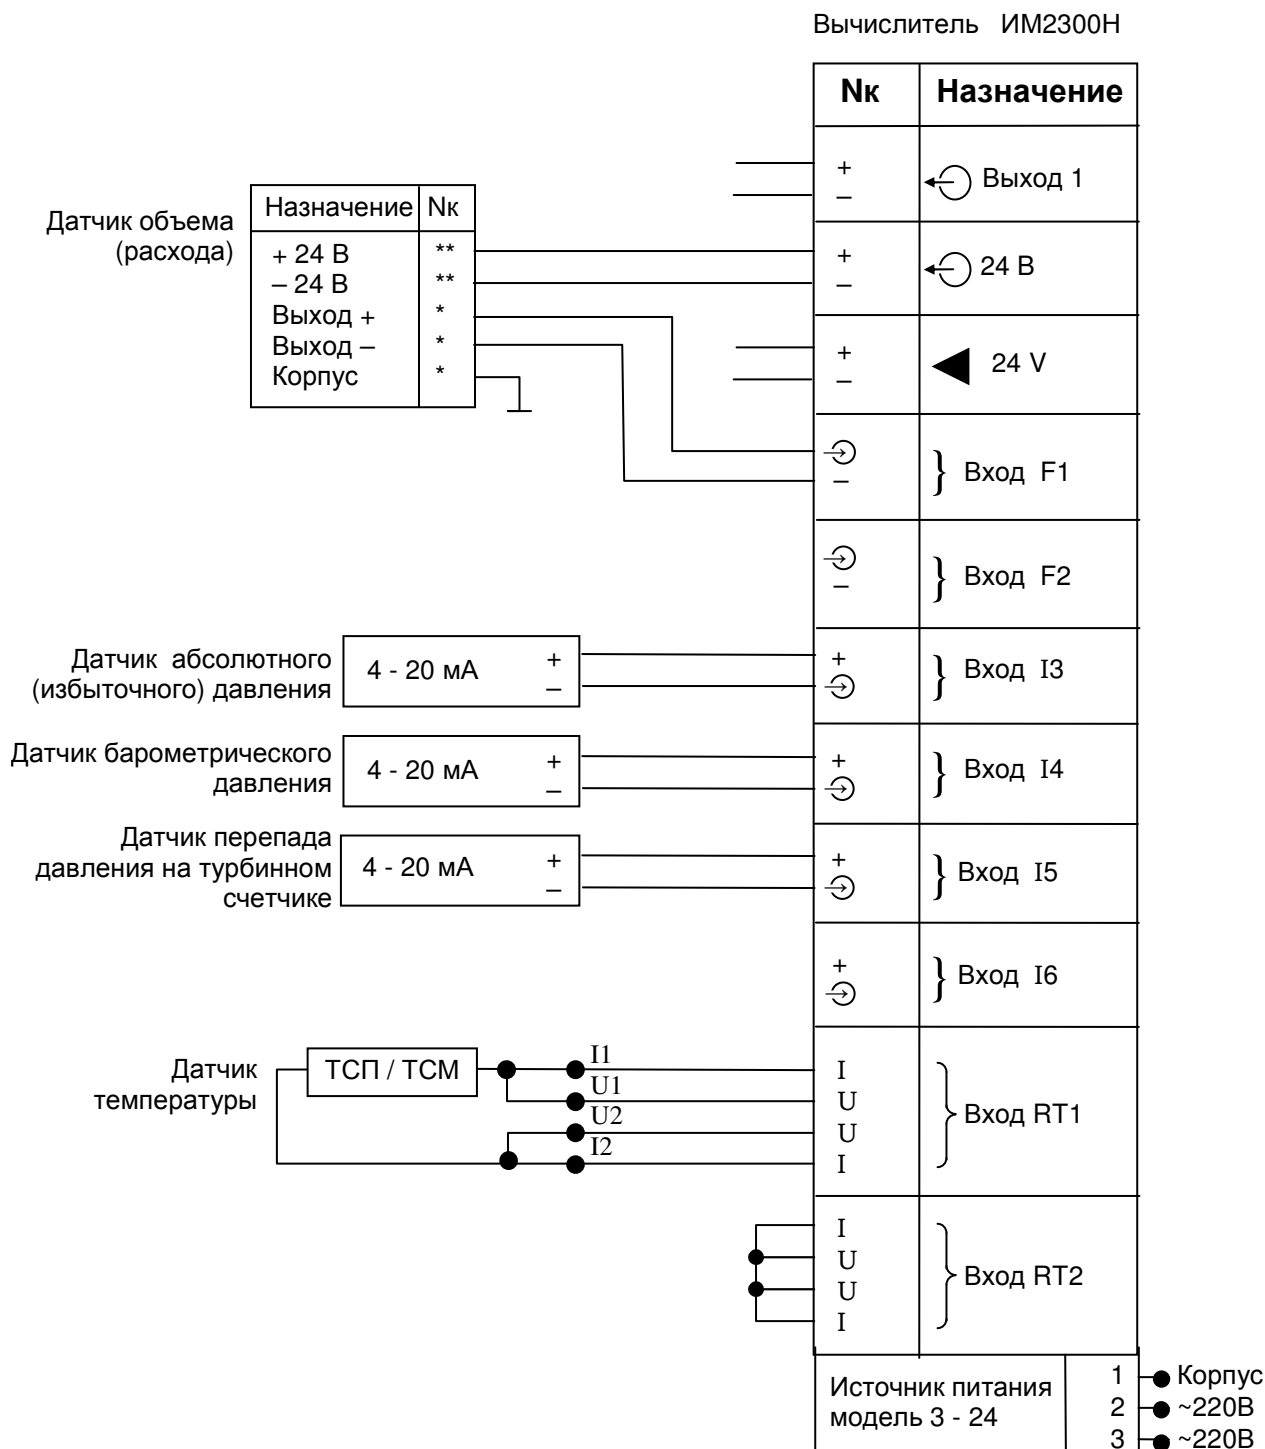 Вычислитель ИМ2300Н
Nк Назначение
+
–
Выход 1
Датчик объема
(расхода)
Назначение Nк
+ 24 В **
– 24 В **
Выход + *
Выход – *
Корпус *
+
–
24 В
+
–
24 V
–
} Вход F1
–
} Вход F2
Датчик абсолютного
(избыточного) давления
4 - 20 мА
+
–
+
} Вход I3
Датчик барометрического
давления
4 - 20 мА
+
–
+
} Вход I4
Датчик перепада
давления на турбинном
счетчике
4 - 20 мА
+
–
+
} Вход I5
+
} Вход I6
Датчик
температуры
ТСП / ТСМ
I1
U1
U2
I2
I
U
U
I
Вход RT1
I
U
U
I
Вход RT2
Источник питания
модель 3 - 24
1 Корпус
2 ~220В
3 ~220В